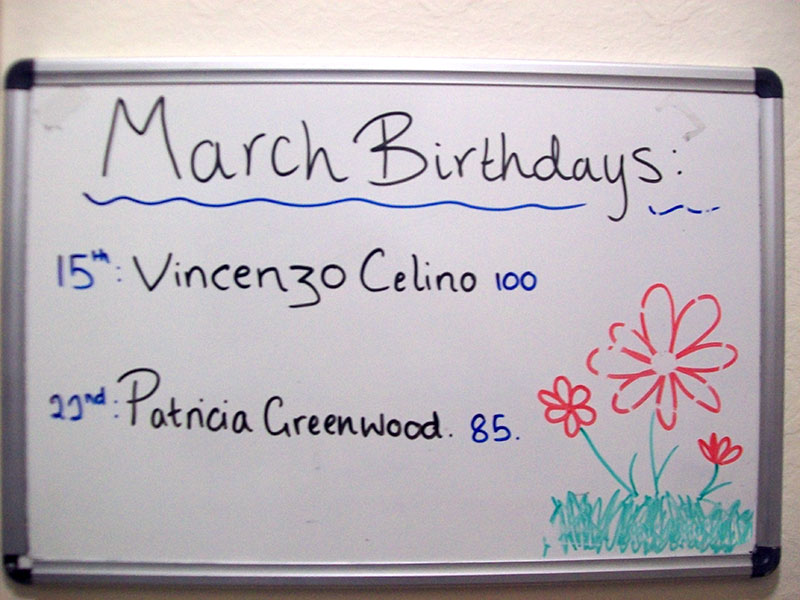 March Birthdays:
15th: Vincenzo Celino 100
22nd: Patricia Greenwood. 85.